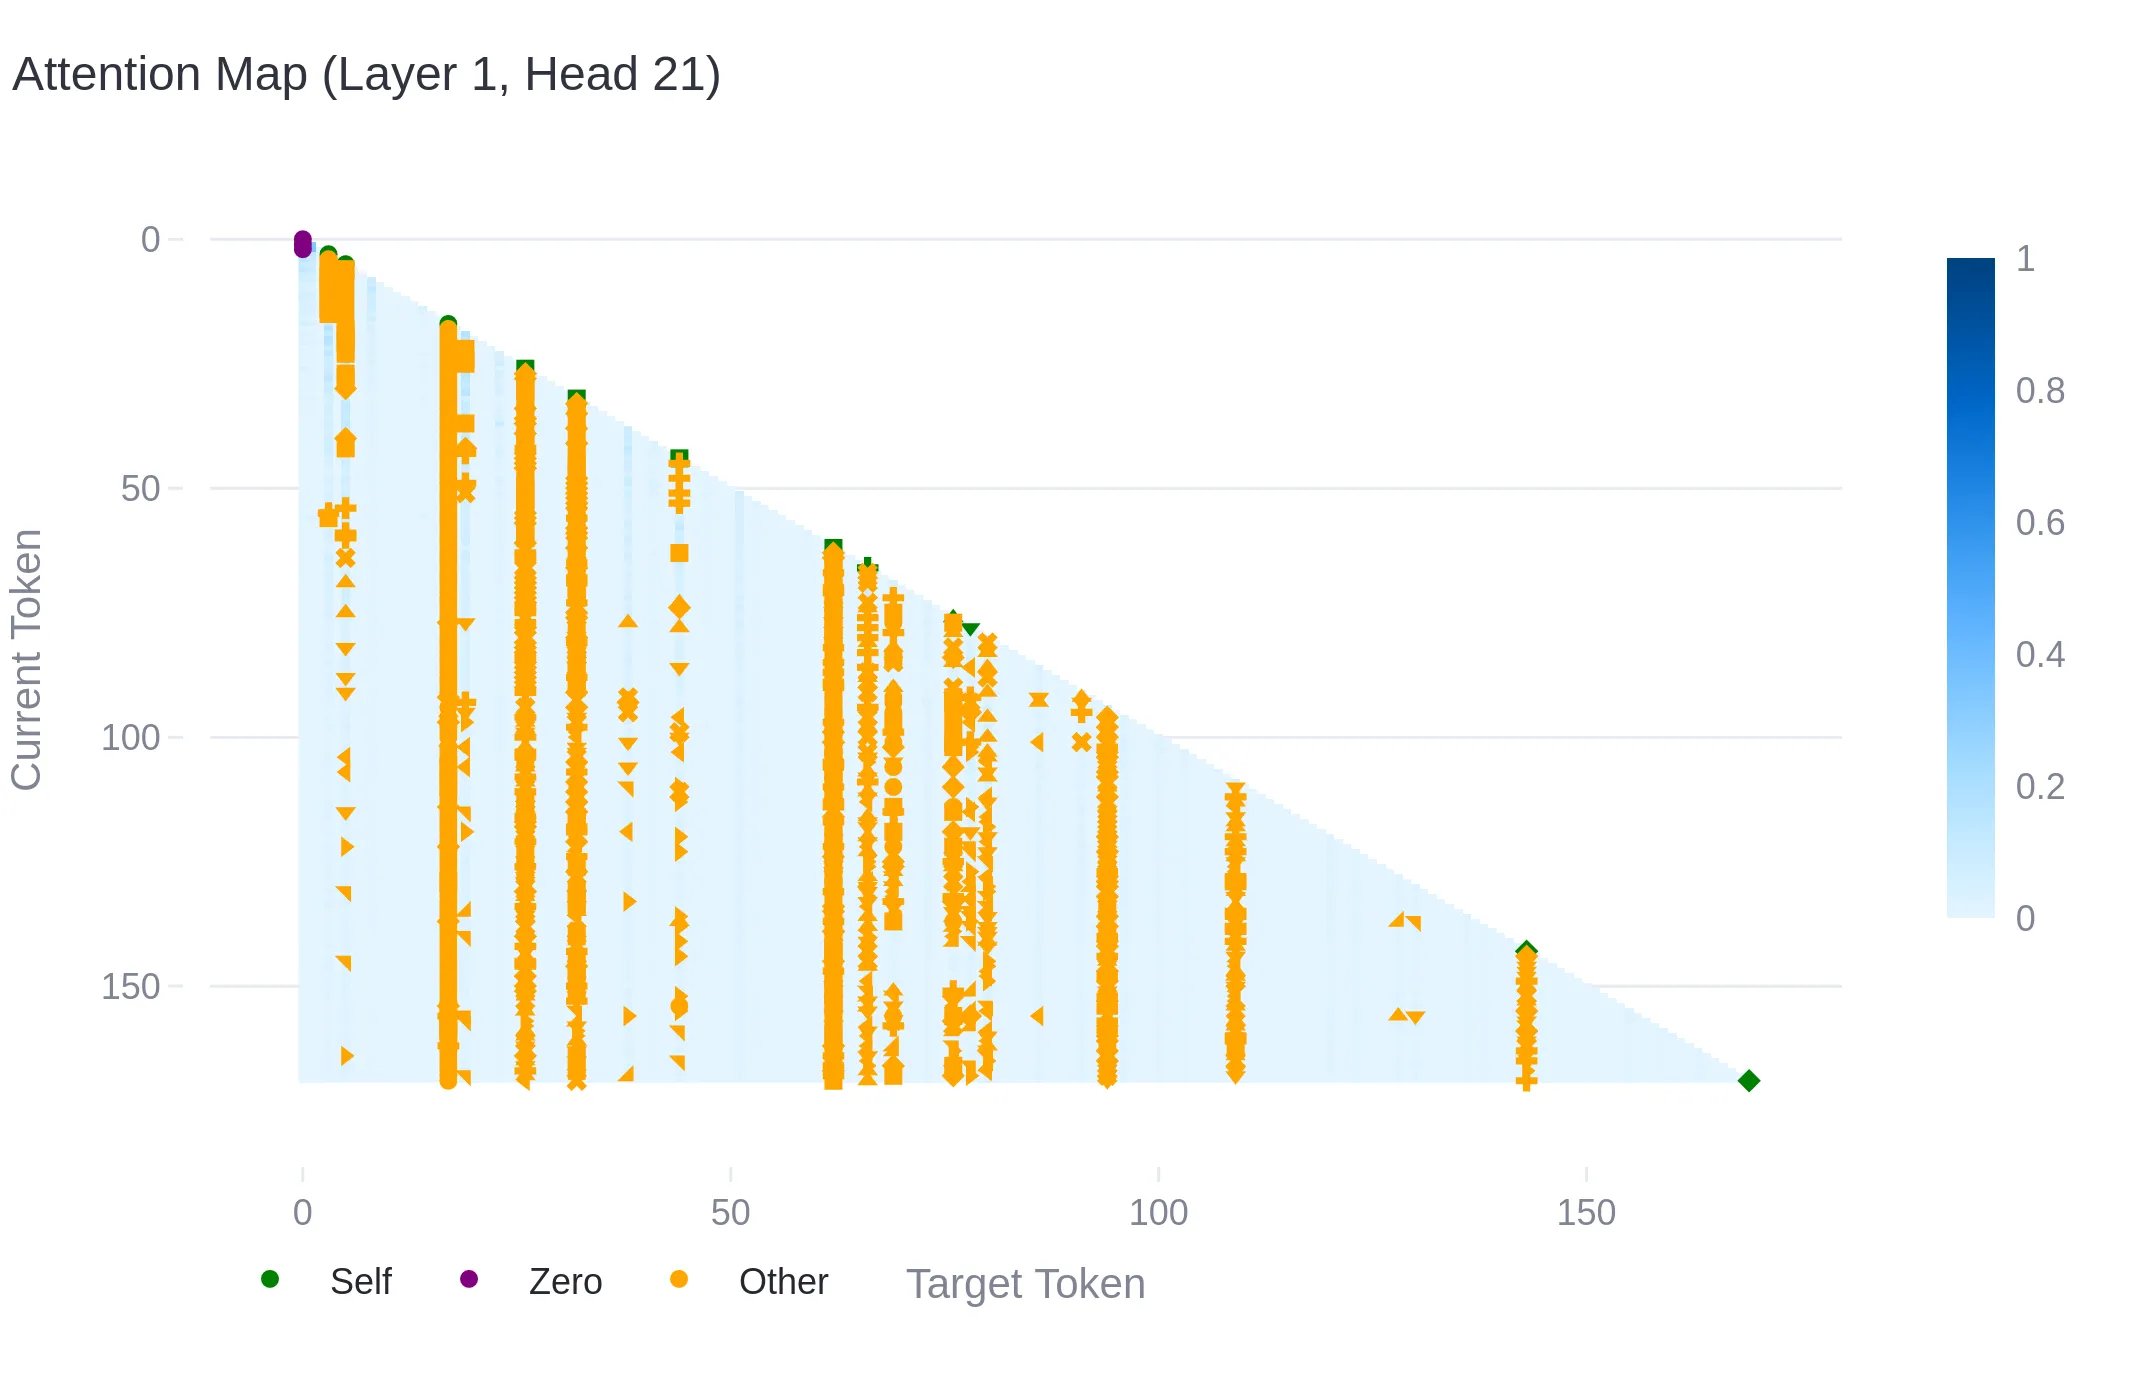 Attention Map (Layer 1, Head 21)
0
50
100
150
Current Token
1
0.8
0.6
0.4
0.2
0
0
50
100
150
Self
Zero
Other
Target Token